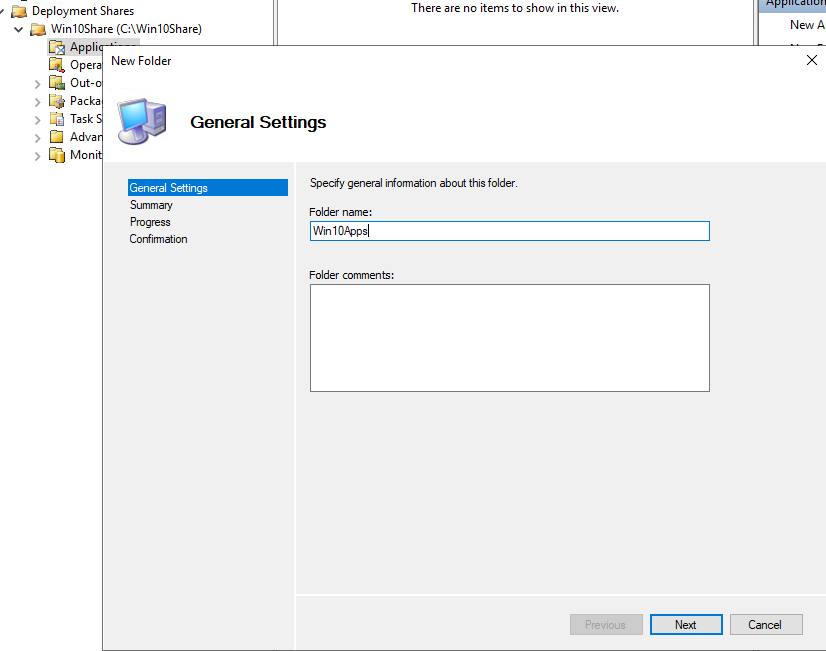 Deployment Shares
There are no items to show in this view.
Application
Win10Share (C:\Win10Share)
New A
Applications
New Folder
Opera
Out-o
Packa
General Settings
Task S
Advan
Monit
General Settings
Summary
Progress
Confirmation
Specify general information about this folder.
Folder name:
Win10Apps
Folder comments:
Previous
Next
Cancel